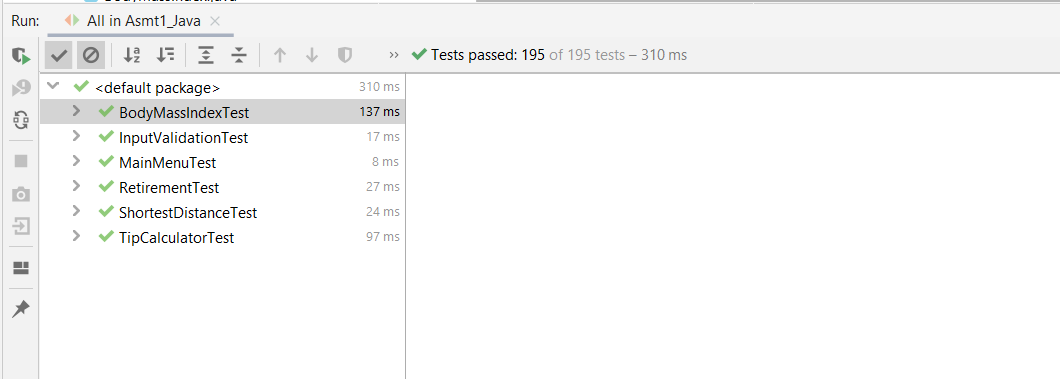 Run: All in Asmt1_Java ×
» Tests passed: 195 of 195 tests – 310 ms
<default package> 310 ms
BodyMassIndexTest 137 ms
InputValidationTest 17 ms
MainMenuTest 8 ms
RetirementTest 27 ms
ShortestDistanceTest 24 ms
TipCalculatorTest 97 ms